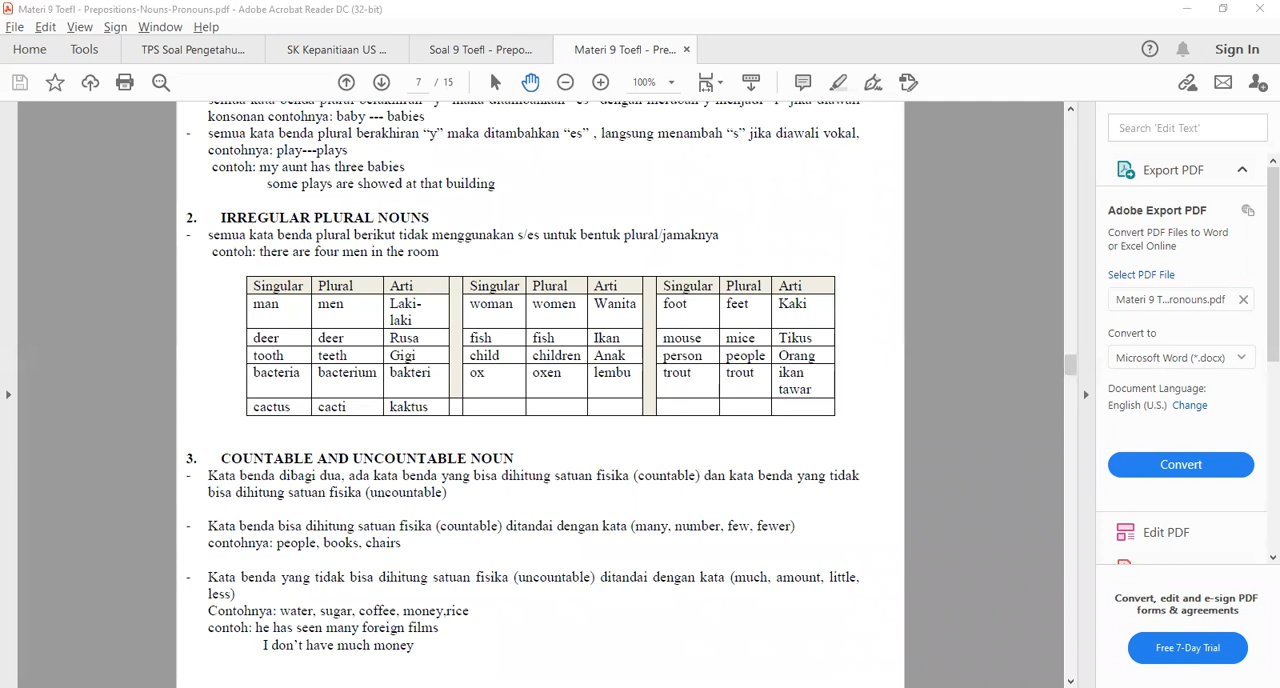 Materi 9 Toefl - Prepositions-Nouns-Pronouns.pdf - Adobe Acrobat Reader DC (32-bit)
File Edit View Sign Window Help
Home Tools TPS Soal Pengetahu... SK Kepanitiaan US ... Soal 9 Toefl - Prepo... Materi 9 Toefl - Pre... × Sign In
7 / 15 100%
semua kata benda plural berakhiran “y” maka ditambahkan “es” dengan merubah y menjadi jika diawali
konsonan contohnya: baby --- babies
- semua kata benda plural berakhiran “y” maka ditambahkan “es” , langsung menambah “s” jika diawali vokal,
contohnya: play---plays
contoh: my aunt has three babies
some plays are showed at that building
2. IRREGULAR PLURAL NOUNS
- semua kata benda plural berikut tidak menggunakan s/es untuk bentuk plural/jamaknya
contoh: there are four men in the room
Singular Plural Arti Singular Plural Arti Singular Plural Arti
man men Laki- woman women Wanita foot feet Kaki
laki
deer deer Rusa fish fish Ikan mouse mice Tikus
tooth teeth Gigi child children Anak person people Orang
bacteria bacterium bakteri ox oxen lembu trout trout ikan
tawar
cactus cacti kaktus
3. COUNTABLE AND UNCOUNTABLE NOUN
- Kata benda dibagi dua, ada kata benda yang bisa dihitung satuan fisika (countable) dan kata benda yang tidak
bisa dihitung satuan fisika (uncountable)
- Kata benda bisa dihitung satuan fisika (countable) ditandai dengan kata (many, number, few, fewer)
contohnya: people, books, chairs
- Kata benda yang tidak bisa dihitung satuan fisika (uncountable) ditandai dengan kata (much, amount, little,
less)
Contohnya: water, sugar, coffee, money,rice
contoh: he has seen many foreign films
I don’t have much money
Search 'Edit Text'
Export PDF
Adobe Export PDF
Convert PDF Files to Word
or Excel Online
Select PDF File
Materi 9 T...ronouns.pdf
Convert to
Microsoft Word (*.docx)
Document Language:
English (U.S.) Change
Convert
Edit PDF
Convert, edit and e-sign PDF
forms & agreements
Free 7-Day Trial